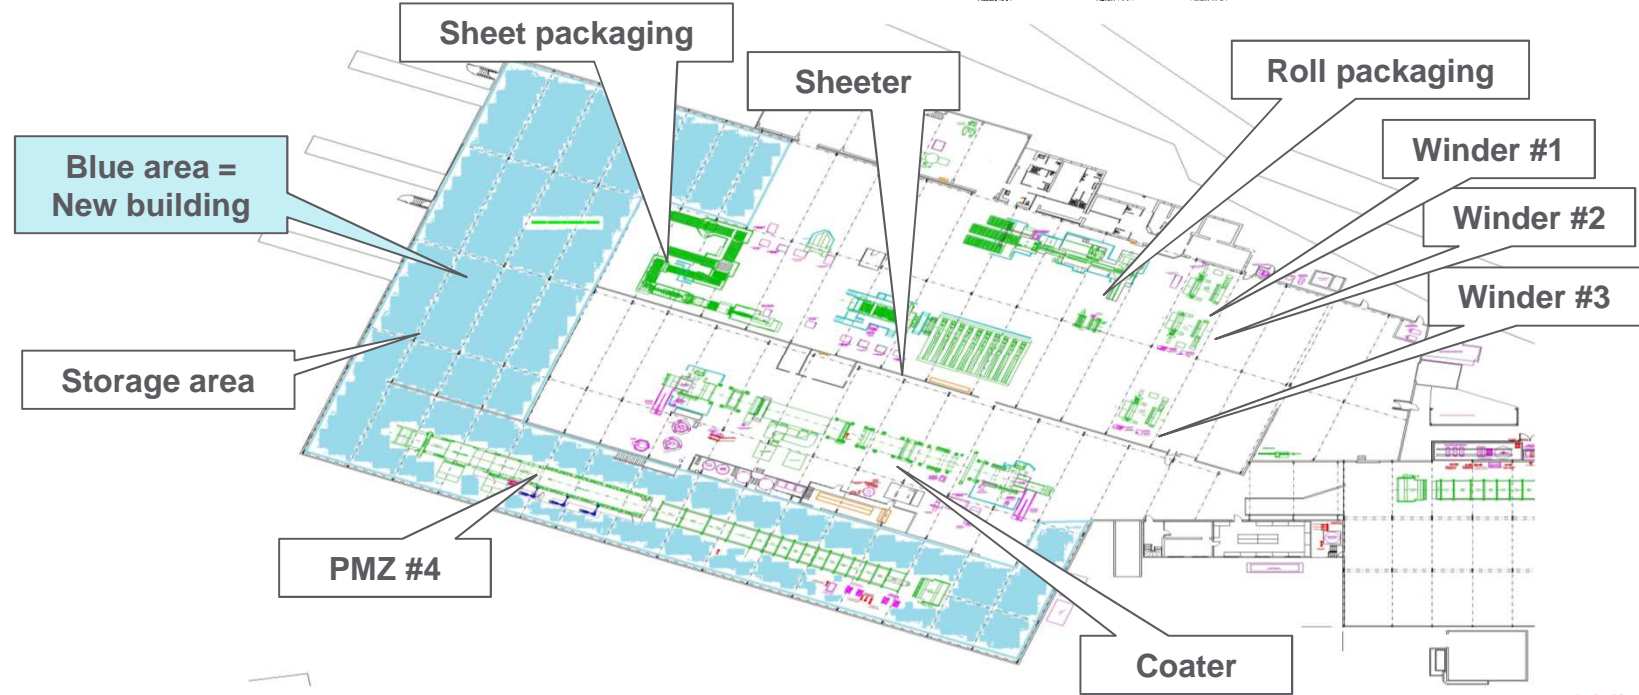 Sheet packaging
Sheeter
Roll packaging
Blue area =
New building
Winder #1
Winder #2
Winder #3
Storage area
PMZ #4
Coater